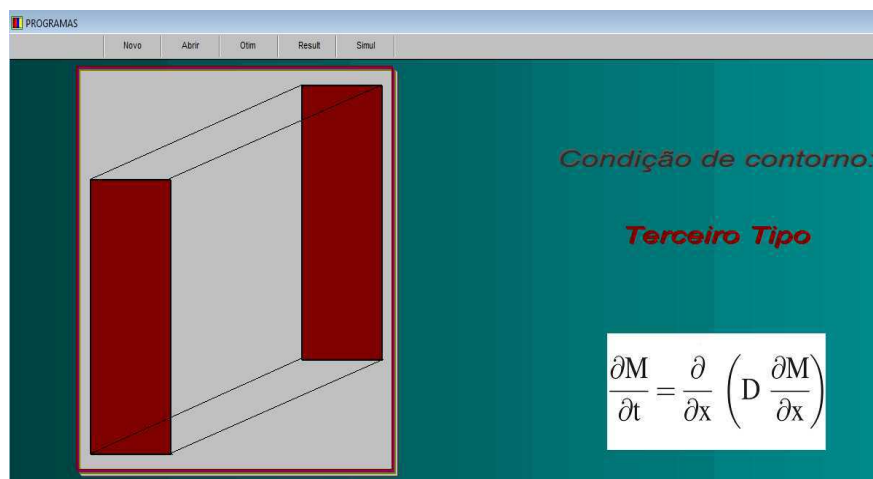 PROGRAMAS
Novo Abrir Otim Result Simul
Condição de contorno:
Terceiro Tipo
∂M/∂t = ∂/∂x (D ∂M/∂x)